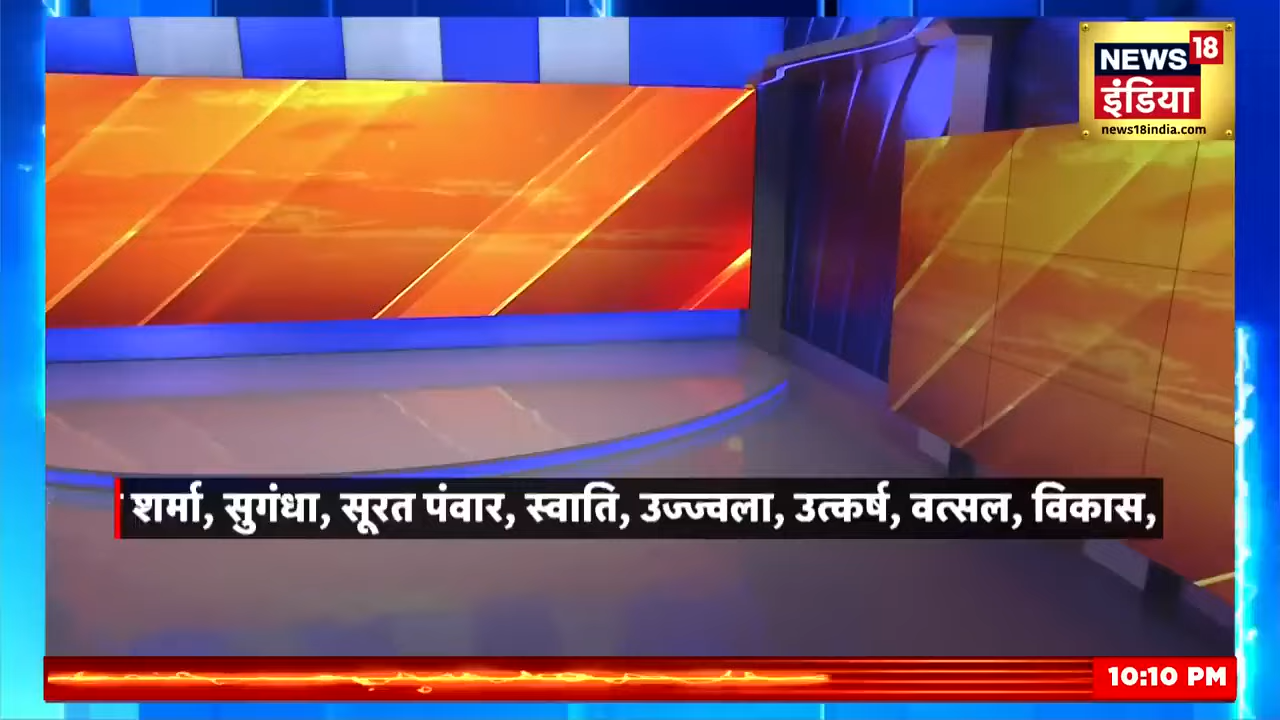 NEWS 18
इंडिया
news18india.com
शर्मा, सुगंधा, सूरत पंवार, स्वाति, उज्ज्वला, उत्कर्ष, वत्सल, विकास,
10:10 PM